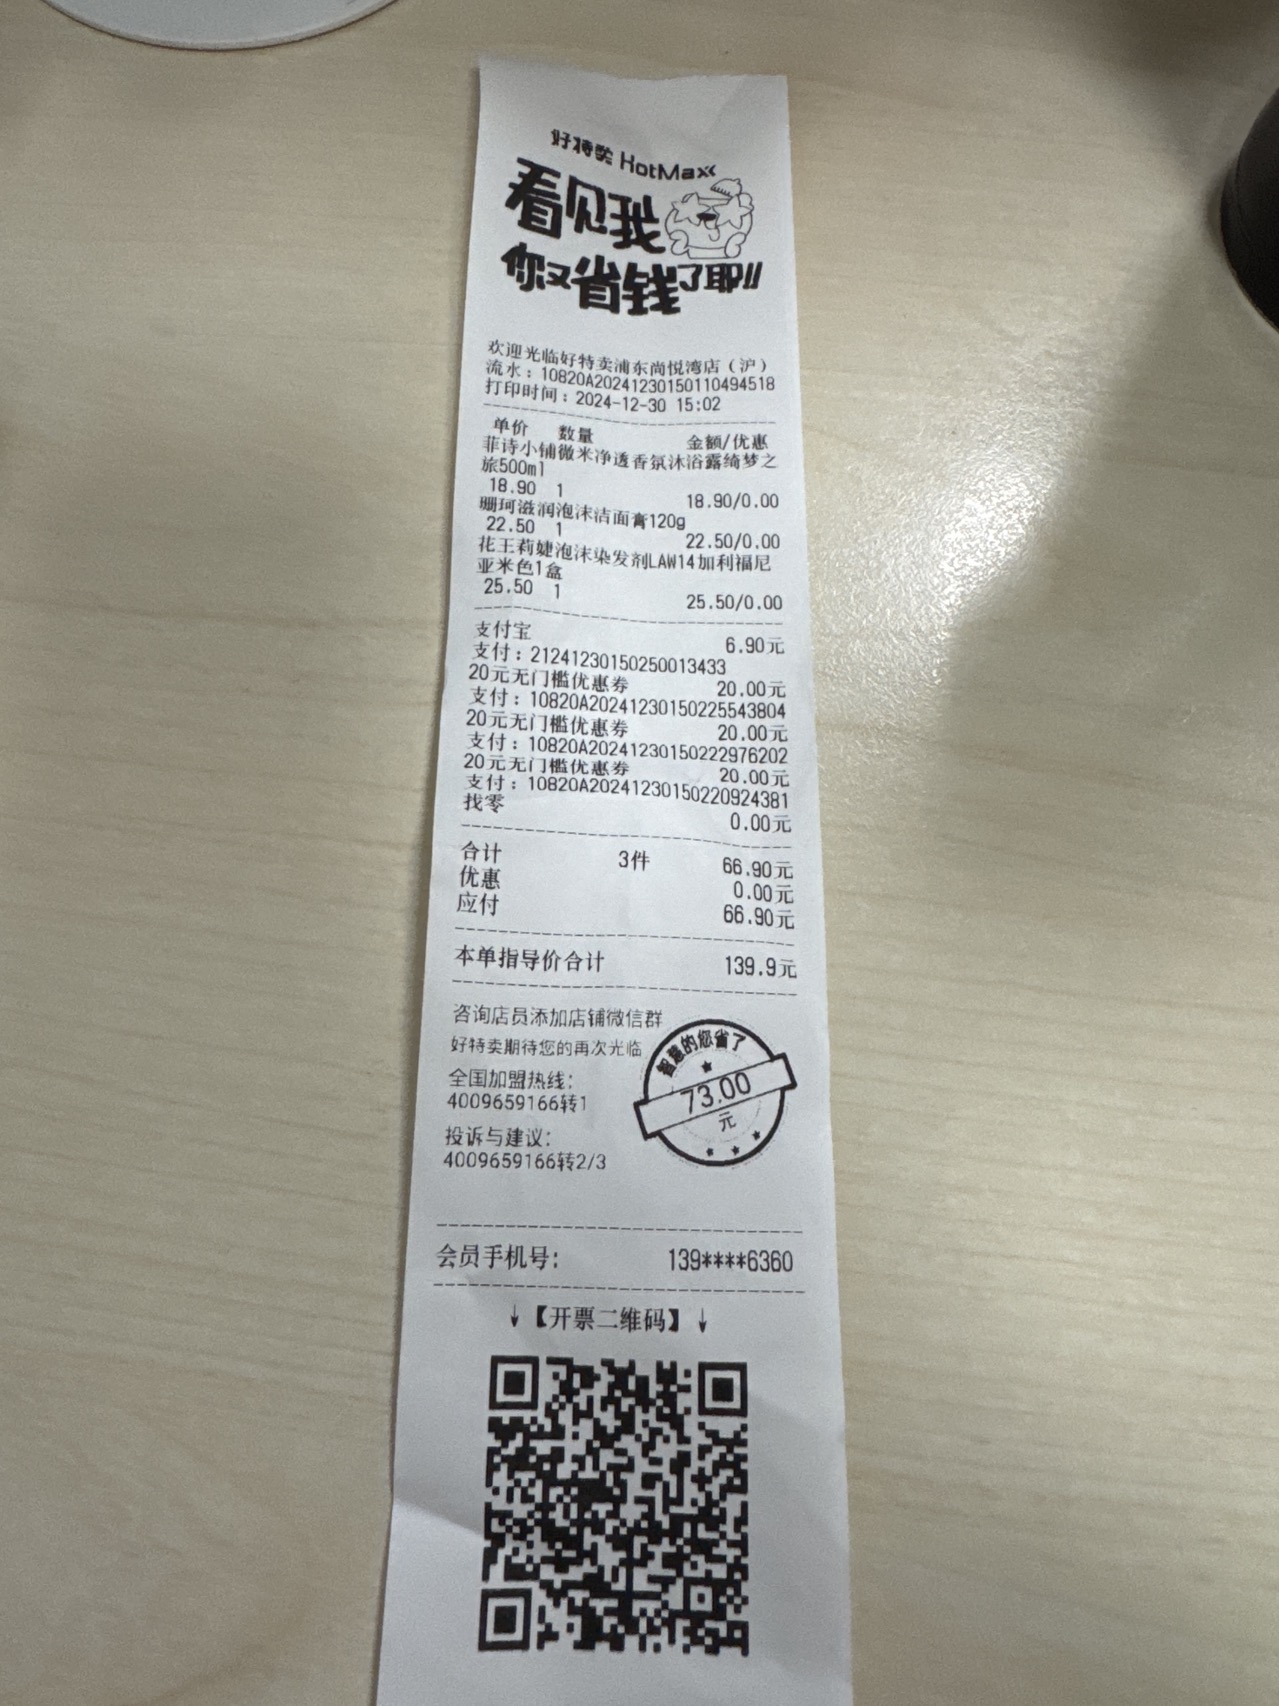 好特卖 HotMaxx
看见我
你又省钱了耶!!
欢迎光临好特卖浦东尚悦湾店（沪）
流水：10820A20241230150110494518
打印时间：2024-12-30 15:02
单价 数量 金额/优惠
菲诗小铺微米净透香氛沐浴露绮梦之
旅500ml
18.90 1 18.90/0.00
珊珂滋润泡沫洁面膏120g
22.50 1 22.50/0.00
花王莉婕泡沫染发剂LAW14加利福尼
亚米色1盒
25.50 1 25.50/0.00
支付宝 6.90元
支付：21241230150250013433
20元无门槛优惠券 20.00元
支付：10820A20241230150225543804
20元无门槛优惠券 20.00元
支付：10820A20241230150222976202
20元无门槛优惠券 20.00元
支付：10820A20241230150220924381
找零 0.00元
合计 3件 66.90元
优惠 0.00元
应付 66.90元
本单指导价合计 139.9元
咨询店员添加店铺微信群
好特卖期待您的再次光临
全国加盟热线：
4009659166转1
投诉与建议：
4009659166转2/3
智慧的您省了
73.00
元
会员手机号： 139****6360
↓【开票二维码】↓